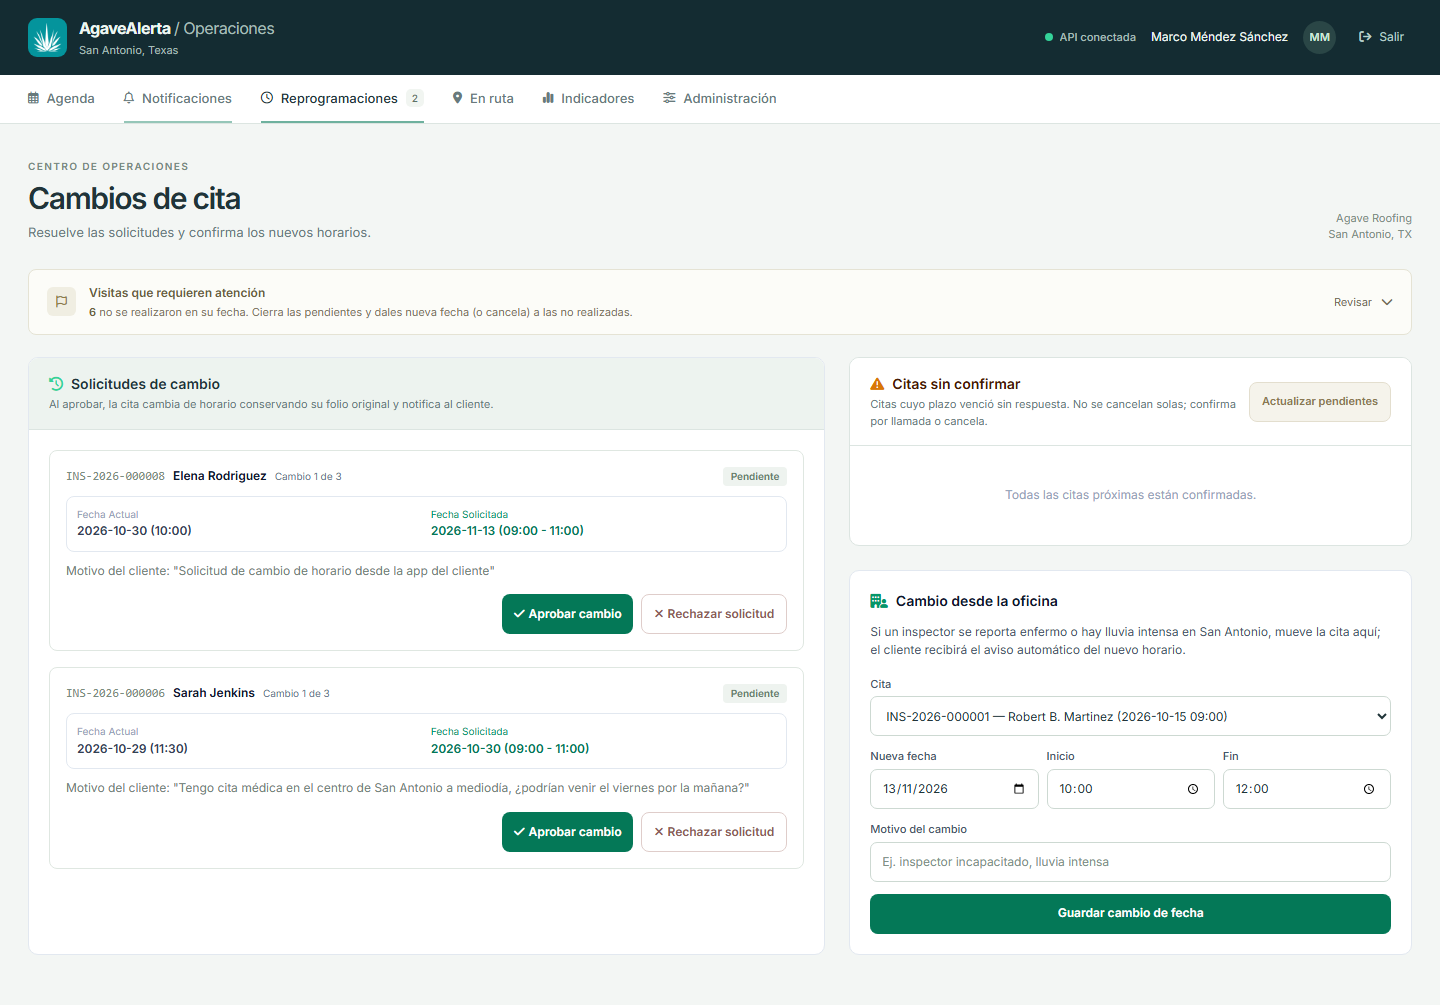 AgaveAlerta / Operaciones
San Antonio, Texas
API conectada
Marco Méndez Sánchez
MM
Salir
Agenda
Notificaciones
Reprogramaciones 2
En ruta
Indicadores
Administración
CENTRO DE OPERACIONES
Cambios de cita
Resuelve las solicitudes y confirma los nuevos horarios.
Agave Roofing
San Antonio, TX
Visitas que requieren atención
6 no se realizaron en su fecha. Cierra las pendientes y dales nueva fecha (o cancela) a las no realizadas.
Revisar
Solicitudes de cambio
Al aprobar, la cita cambia de horario conservando su folio original y notifica al cliente.
INS-2026-000008 Elena Rodriguez Cambio 1 de 3
Pendiente
Fecha Actual
2026-10-30 (10:00)
Fecha Solicitada
2026-11-13 (09:00 - 11:00)
Motivo del cliente: "Solicitud de cambio de horario desde la app del cliente"
Aprobar cambio
Rechazar solicitud
INS-2026-000006 Sarah Jenkins Cambio 1 de 3
Pendiente
Fecha Actual
2026-10-29 (11:30)
Fecha Solicitada
2026-10-30 (09:00 - 11:00)
Motivo del cliente: "Tengo cita médica en el centro de San Antonio a mediodía, ¿podrían venir el viernes por la mañana?"
Aprobar cambio
Rechazar solicitud
Citas sin confirmar
Citas cuyo plazo venció sin respuesta. No se cancelan solas; confirma
por llamada o cancela.
Actualizar pendientes
Todas las citas próximas están confirmadas.
Cambio desde la oficina
Si un inspector se reporta enfermo o hay lluvia intensa en San Antonio, mueve la cita aquí;
el cliente recibirá el aviso automático del nuevo horario.
Cita
INS-2026-000001 — Robert B. Martinez (2026-10-15 09:00)
Nueva fecha
13/11/2026
Inicio
10:00
Fin
12:00
Motivo del cambio
Ej. inspector incapacitado, lluvia intensa
Guardar cambio de fecha